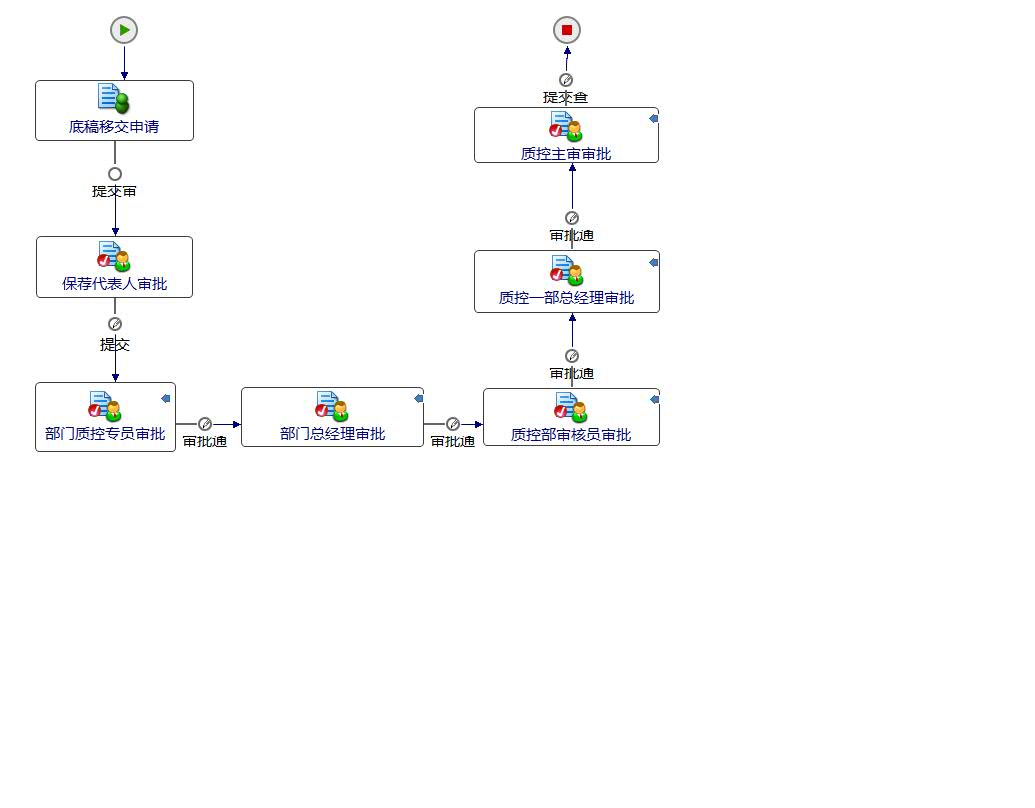 底稿移交申请
提交审
保荐代表人审批
提交
部门质控专员审批
审批通
部门总经理审批
审批通
质控部审核员审批
审批通
质控一部总经理审批
审批通
质控主审审批
提交查